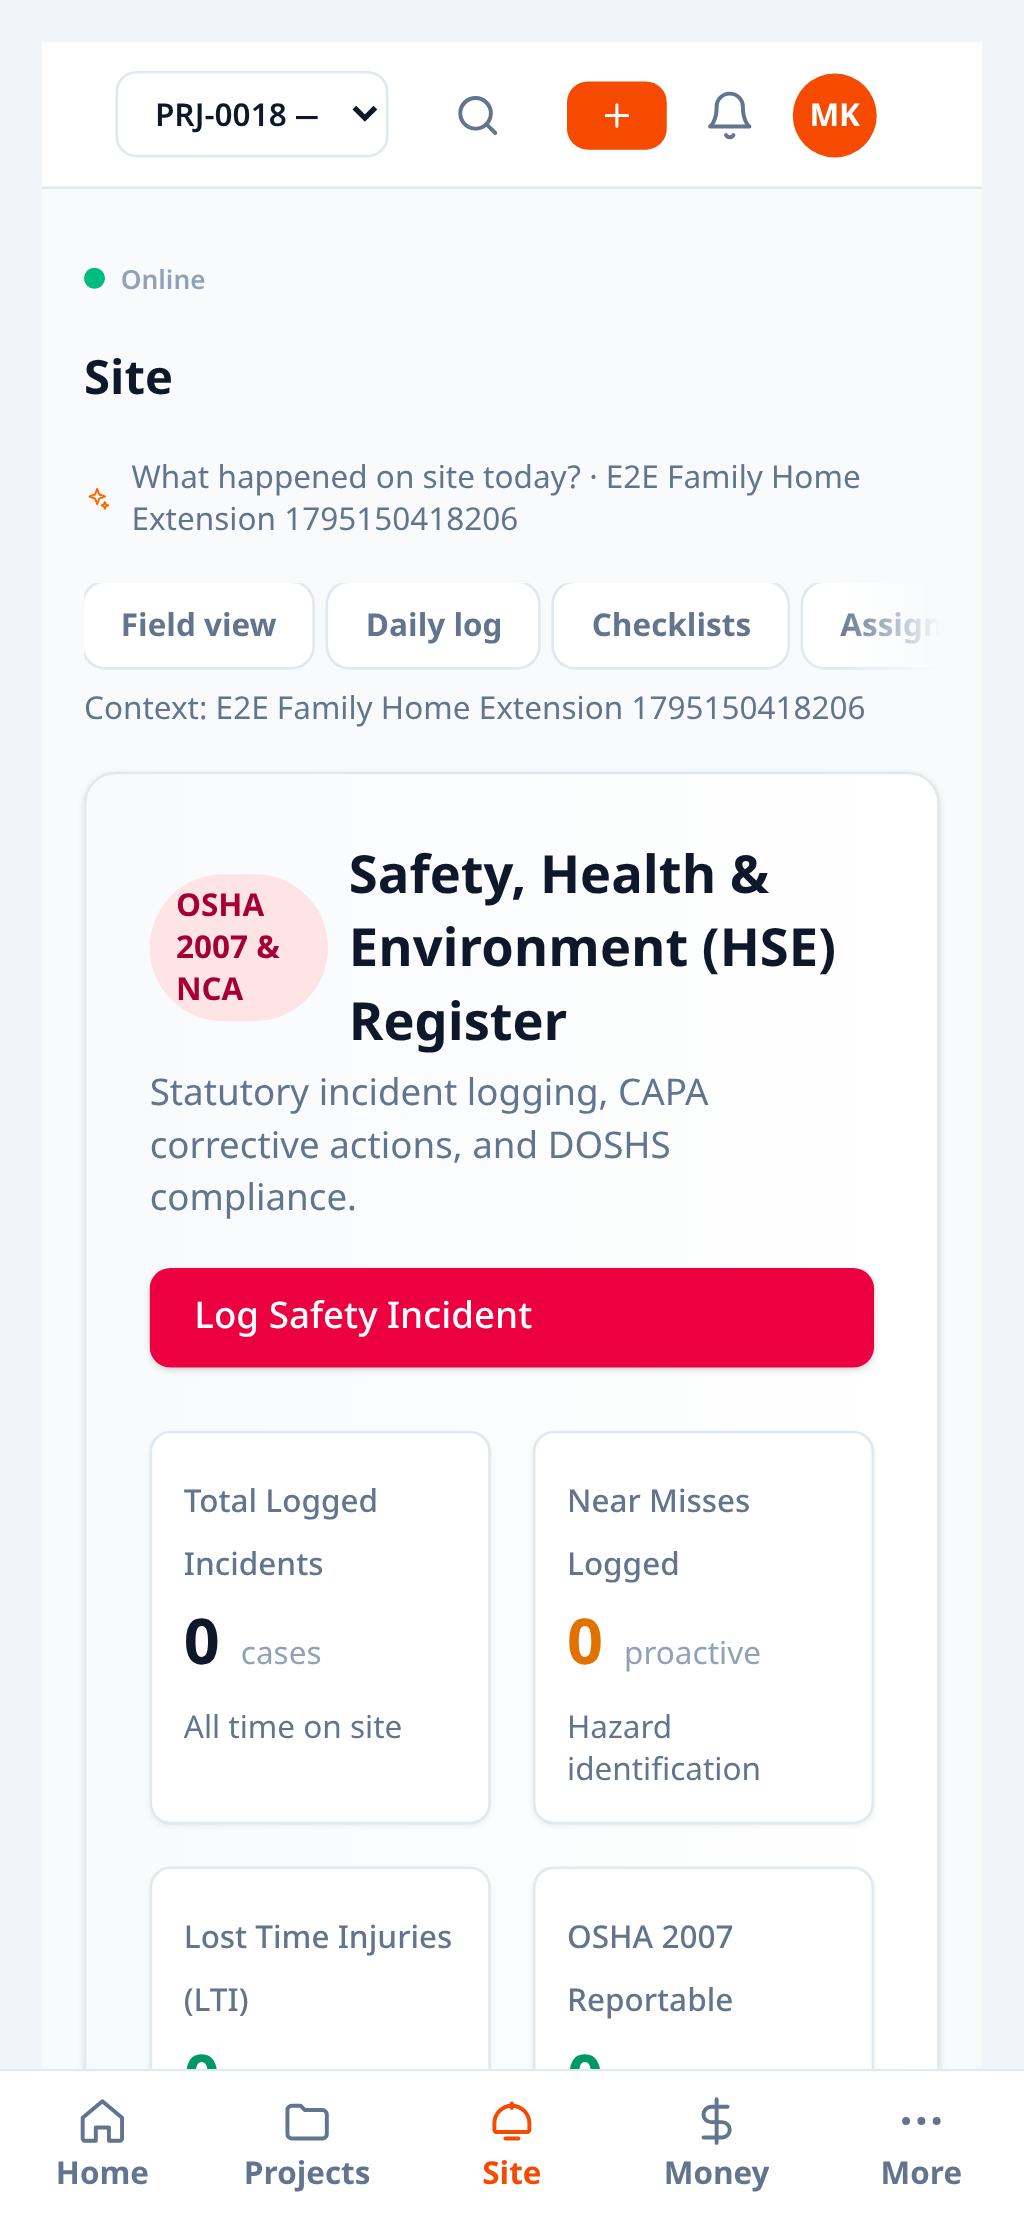 PRJ-0018 —
MK
Online
Site
What happened on site today? · E2E Family Home
Extension 1795150418206
Field view
Daily log
Checklists
Assign
Context: E2E Family Home Extension 1795150418206
OSHA
2007 &
NCA
Safety, Health &
Environment (HSE)
Register
Statutory incident logging, CAPA
corrective actions, and DOSHS
compliance.
Log Safety Incident
Total Logged
Incidents
0 cases
All time on site
Near Misses
Logged
0 proactive
Hazard
identification
Lost Time Injuries
(LTI)
0
OSHA 2007
Reportable
0
Home
Projects
Site
Money
More